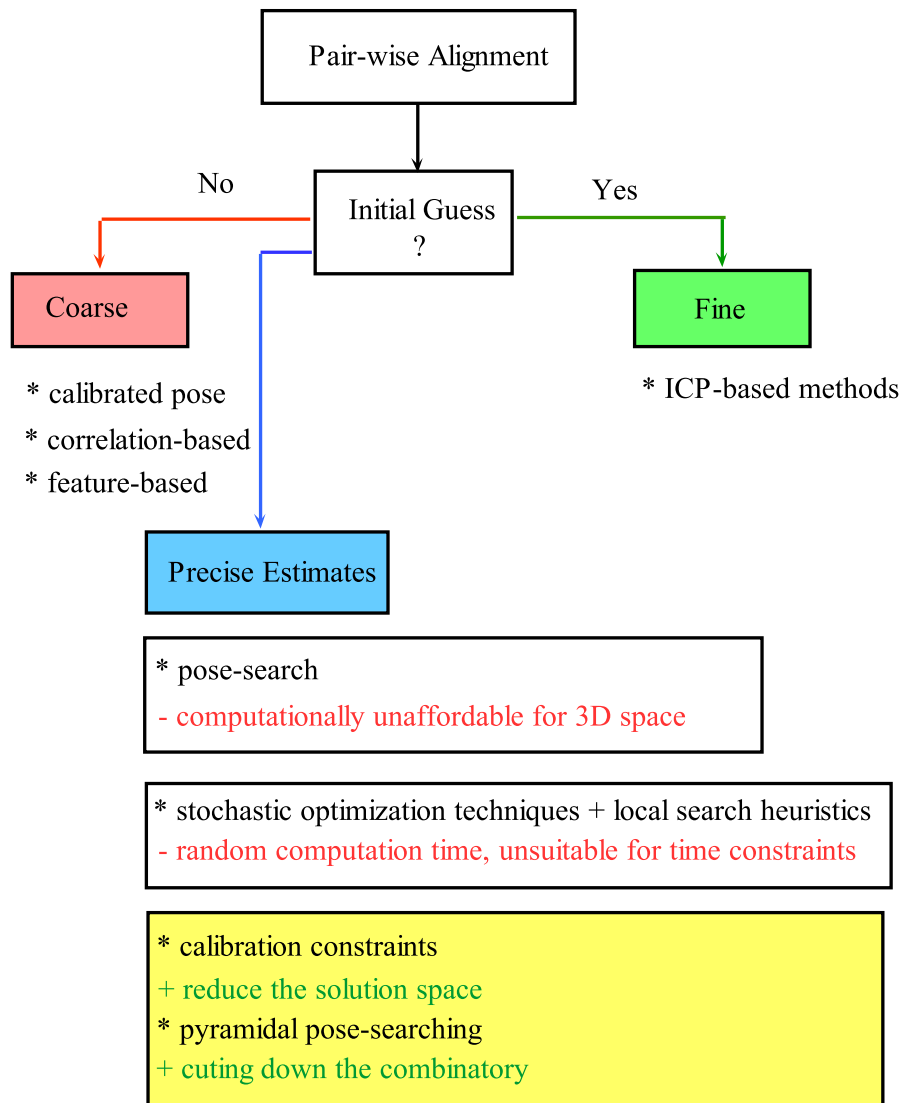 Pair-wise Alignment
No
Yes
Initial Guess
?
Coarse
Fine
* calibrated pose
* correlation-based
* feature-based
* ICP-based methods
Precise Estimates
* pose-search
- computationally unaffordable for 3D space
* stochastic optimization techniques + local search heuristics
- random computation time, unsuitable for time constraints
* calibration constraints
+ reduce the solution space
* pyramidal pose-searching
+ cuting down the combinatory